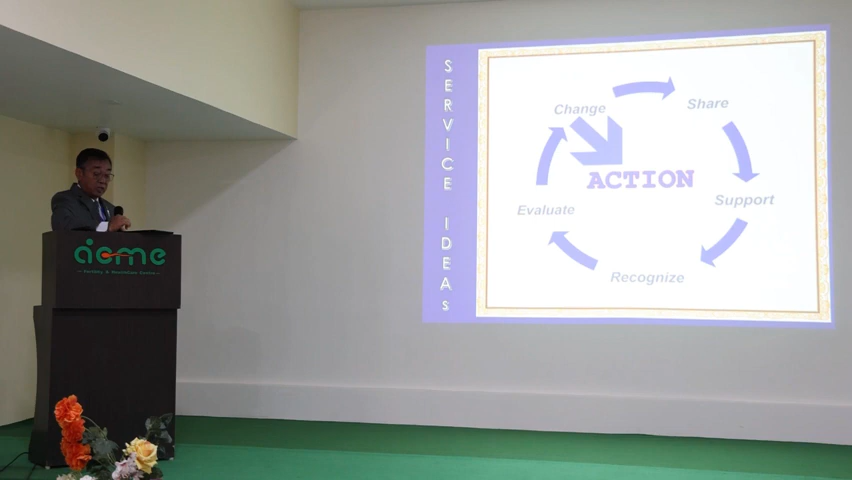 SERVICE IDEAs
Change
Share
ACTION
Evaluate
Support
Recognize
acme